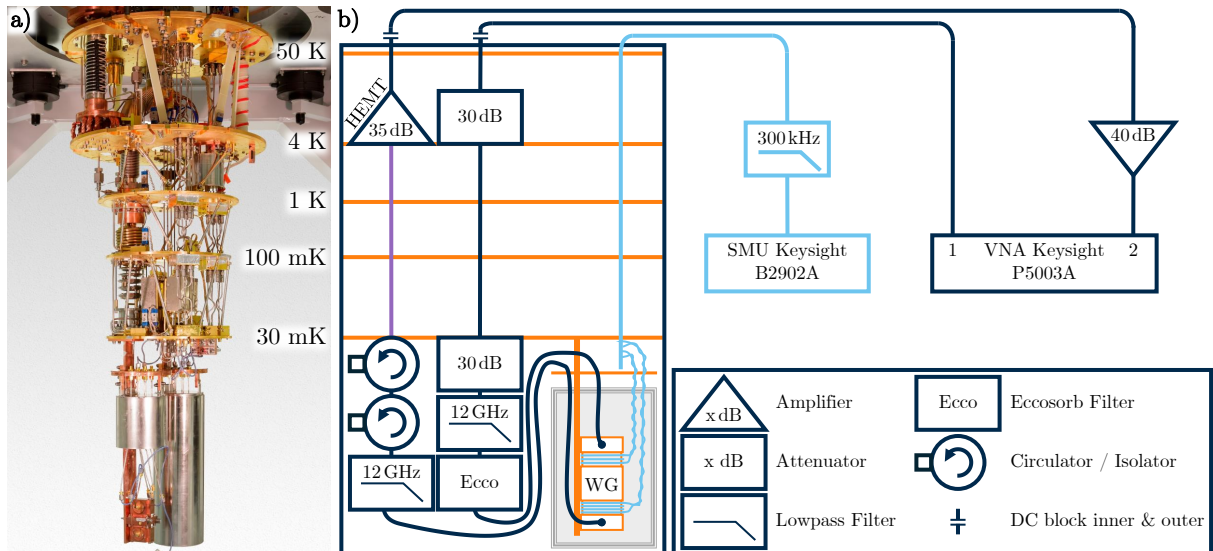 a)
50 K
4 K
1 K
100 mK
30 mK
b)
HEMT
35 dB
30 dB
300 kHz
40 dB
SMU Keysight
B2902A
1 VNA Keysight 2
P5003A
30 dB
12 GHz
12 GHz
Ecco
WG
x dB
Amplifier
Ecco
Eccosorb Filter
x dB
Attenuator
Circulator / Isolator
Lowpass Filter
DC block inner & outer